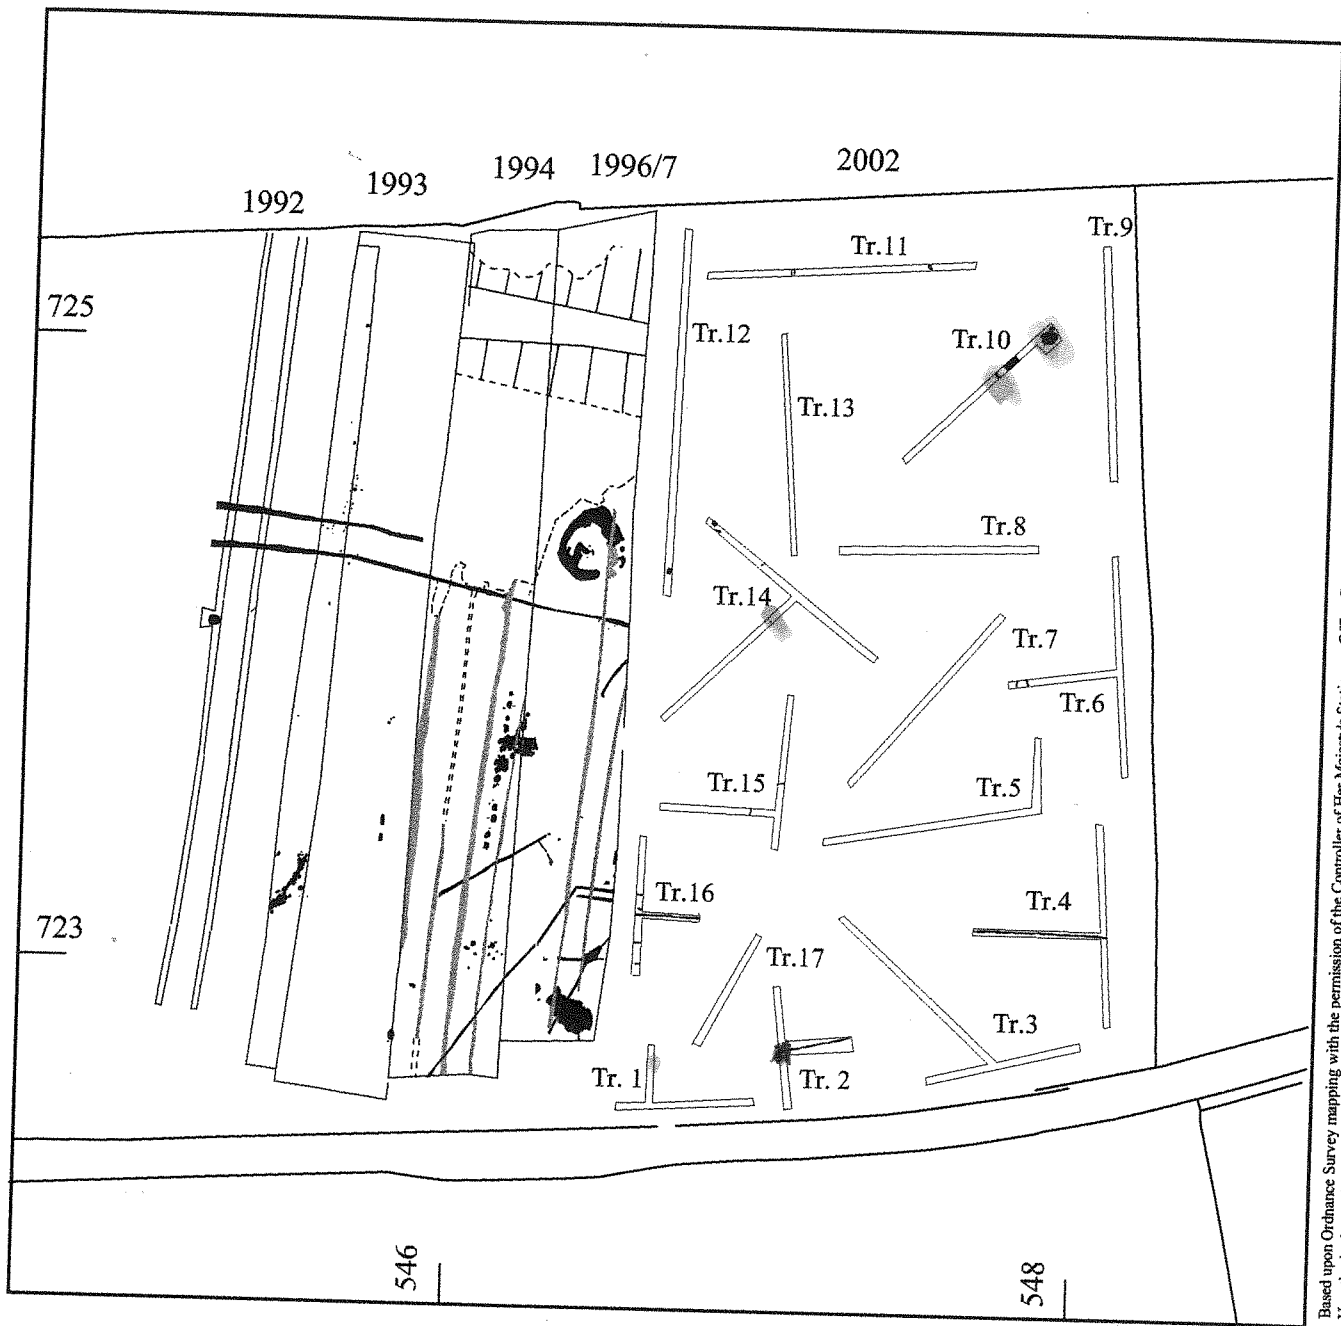 1992
1993
1994
1996/7
2002
Tr.9
Tr.11
725
Tr.12
Tr.10
Tr.13
Tr.8
Tr.14
Tr.7
Tr.6
Tr.15
Tr.5
Tr.16
Tr.4
723
Tr.17
Tr.3
Tr. 1
Tr. 2
546
548
Based upon Ordnance Survey mapping with the permission of the Controller of Her Majesty's